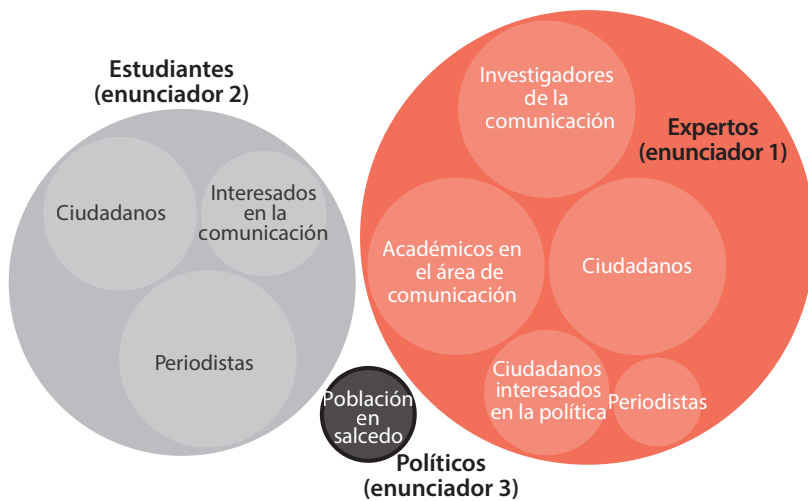 Estudiantes
(enunciador 2)
Ciudadanos
Interesados
en la
comunicación
Periodistas
Investigadores
de la
comunicación
Expertos
(enunciador 1)
Académicos en
el área de
comunicación
Ciudadanos
Ciudadanos
interesados
en la política
Periodistas
Población
en
salcedo
Políticos
(enunciador 3)